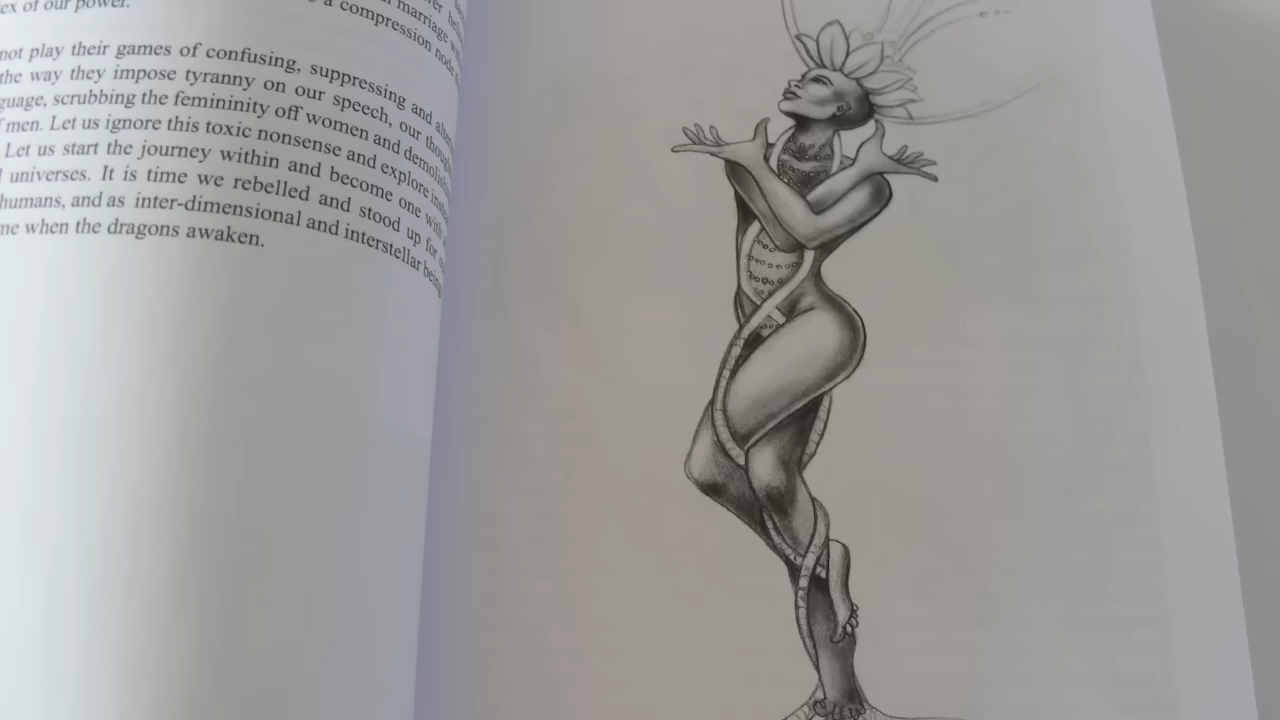 ex of our power.
a compression node
marriage
not play their games of confusing, suppressing and
the way they impose tyranny on our speech, our
guage, scrubbing the femininity off women and
f men. Let us ignore this toxic nonsense and explore
Let us start the journey within and become one with
universes. It is time we rebelled and stood up for
humans, and as inter-dimensional and interstellar being
me when the dragons awaken.